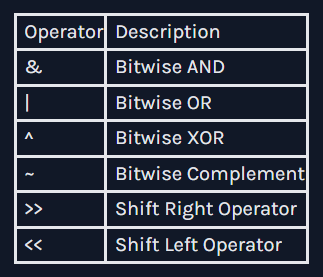 Operator Description
& Bitwise AND
| Bitwise OR
^ Bitwise XOR
~ Bitwise Complement
>> Shift Right Operator
<< Shift Left Operator